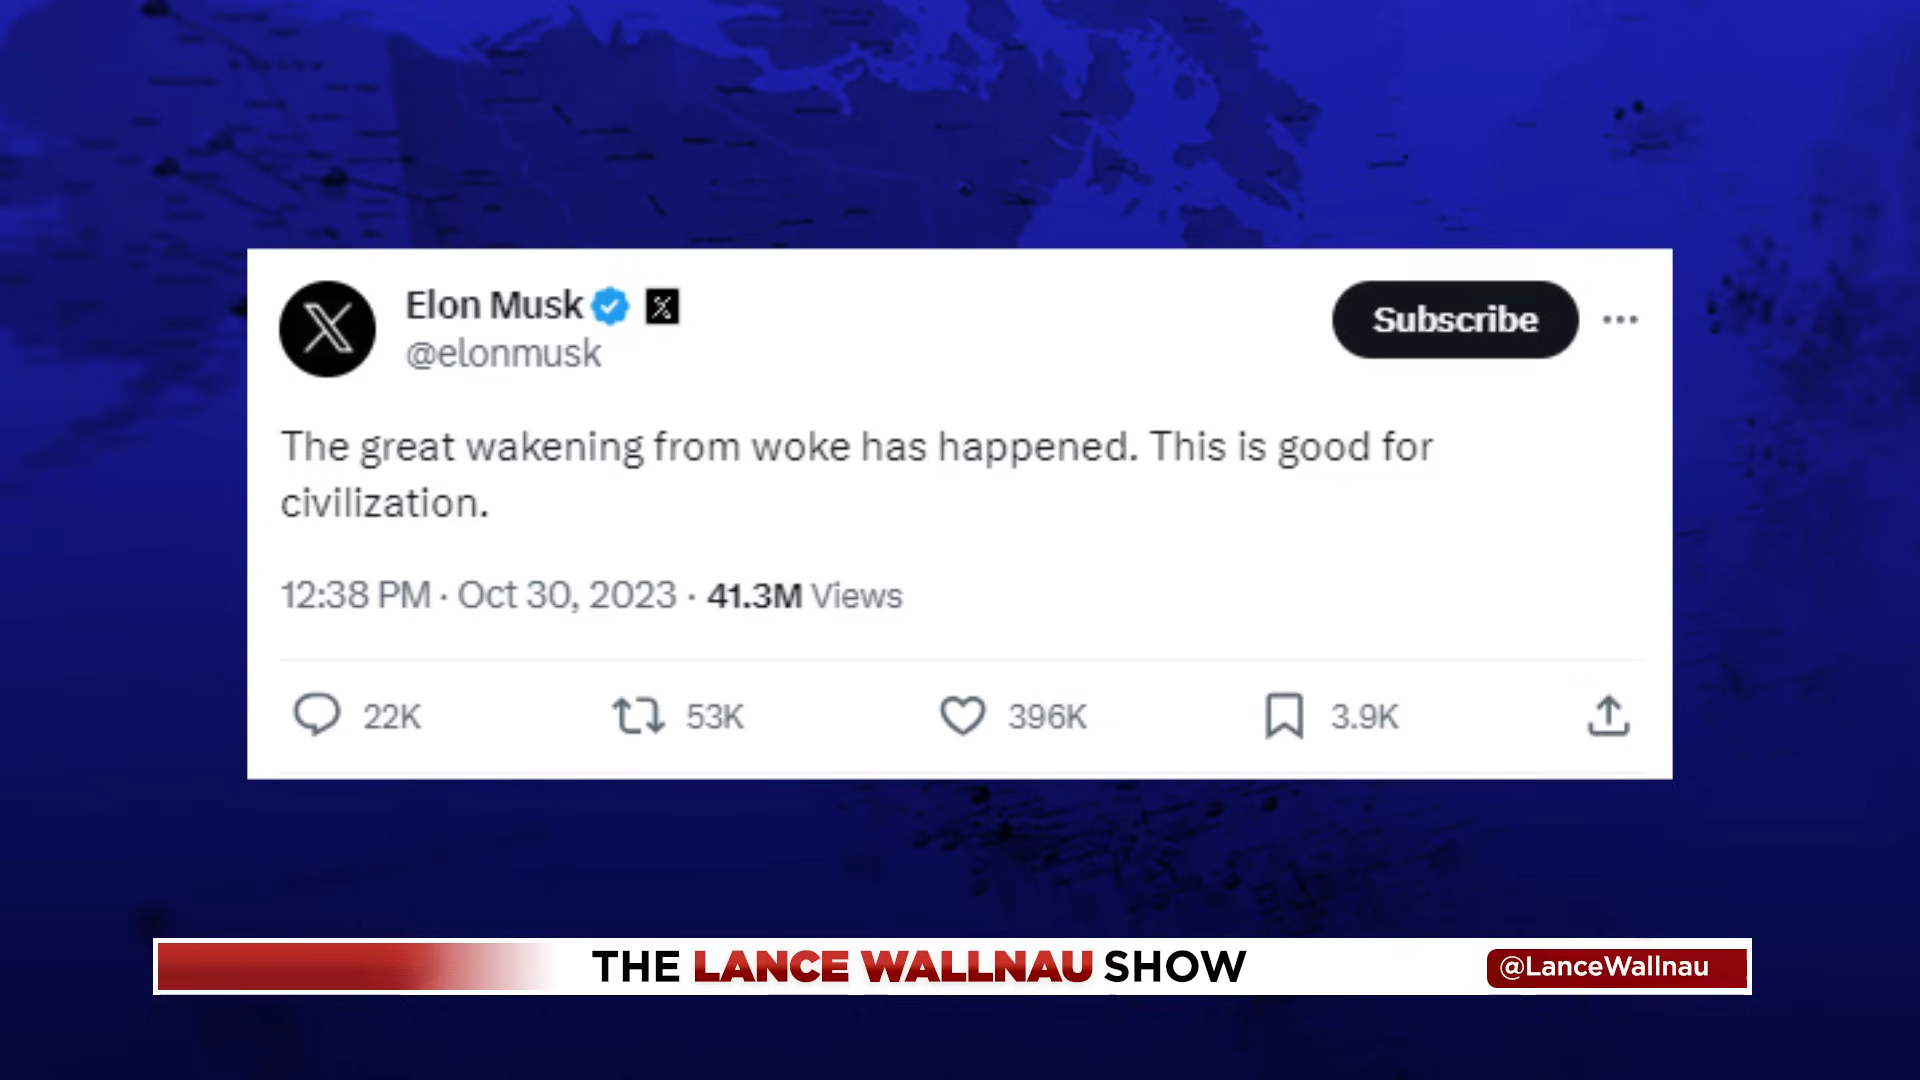 Elon Musk
@elonmusk
Subscribe
The great wakening from woke has happened. This is good for
civilization.
12:38 PM · Oct 30, 2023 · 41.3M Views
22K 53K 396K 3.9K
THE LANCE WALLNAU SHOW
@LanceWallnau